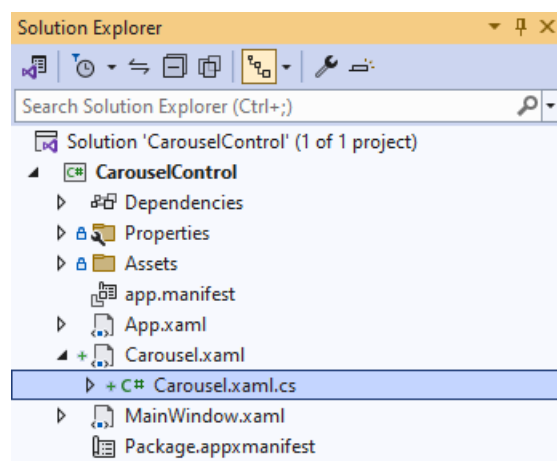 Solution Explorer
Search Solution Explorer (Ctrl+;)
Solution 'CarouselControl' (1 of 1 project)
C# CarouselControl
Dependencies
Properties
Assets
app.manifest
App.xaml
+ Carousel.xaml
+ C# Carousel.xaml.cs
MainWindow.xaml
Package.appxmanifest